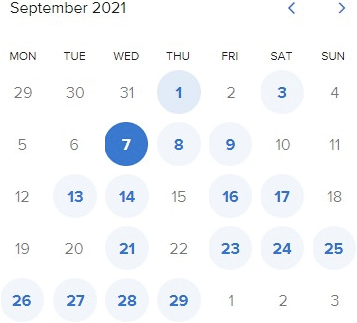 September 2021 < >
MON TUE WED THU FRI SAT SUN
29 30 31 1 2 3 4
5 6 7 8 9 10 11
12 13 14 15 16 17 18
19 20 21 22 23 24 25
26 27 28 29 1 2 3